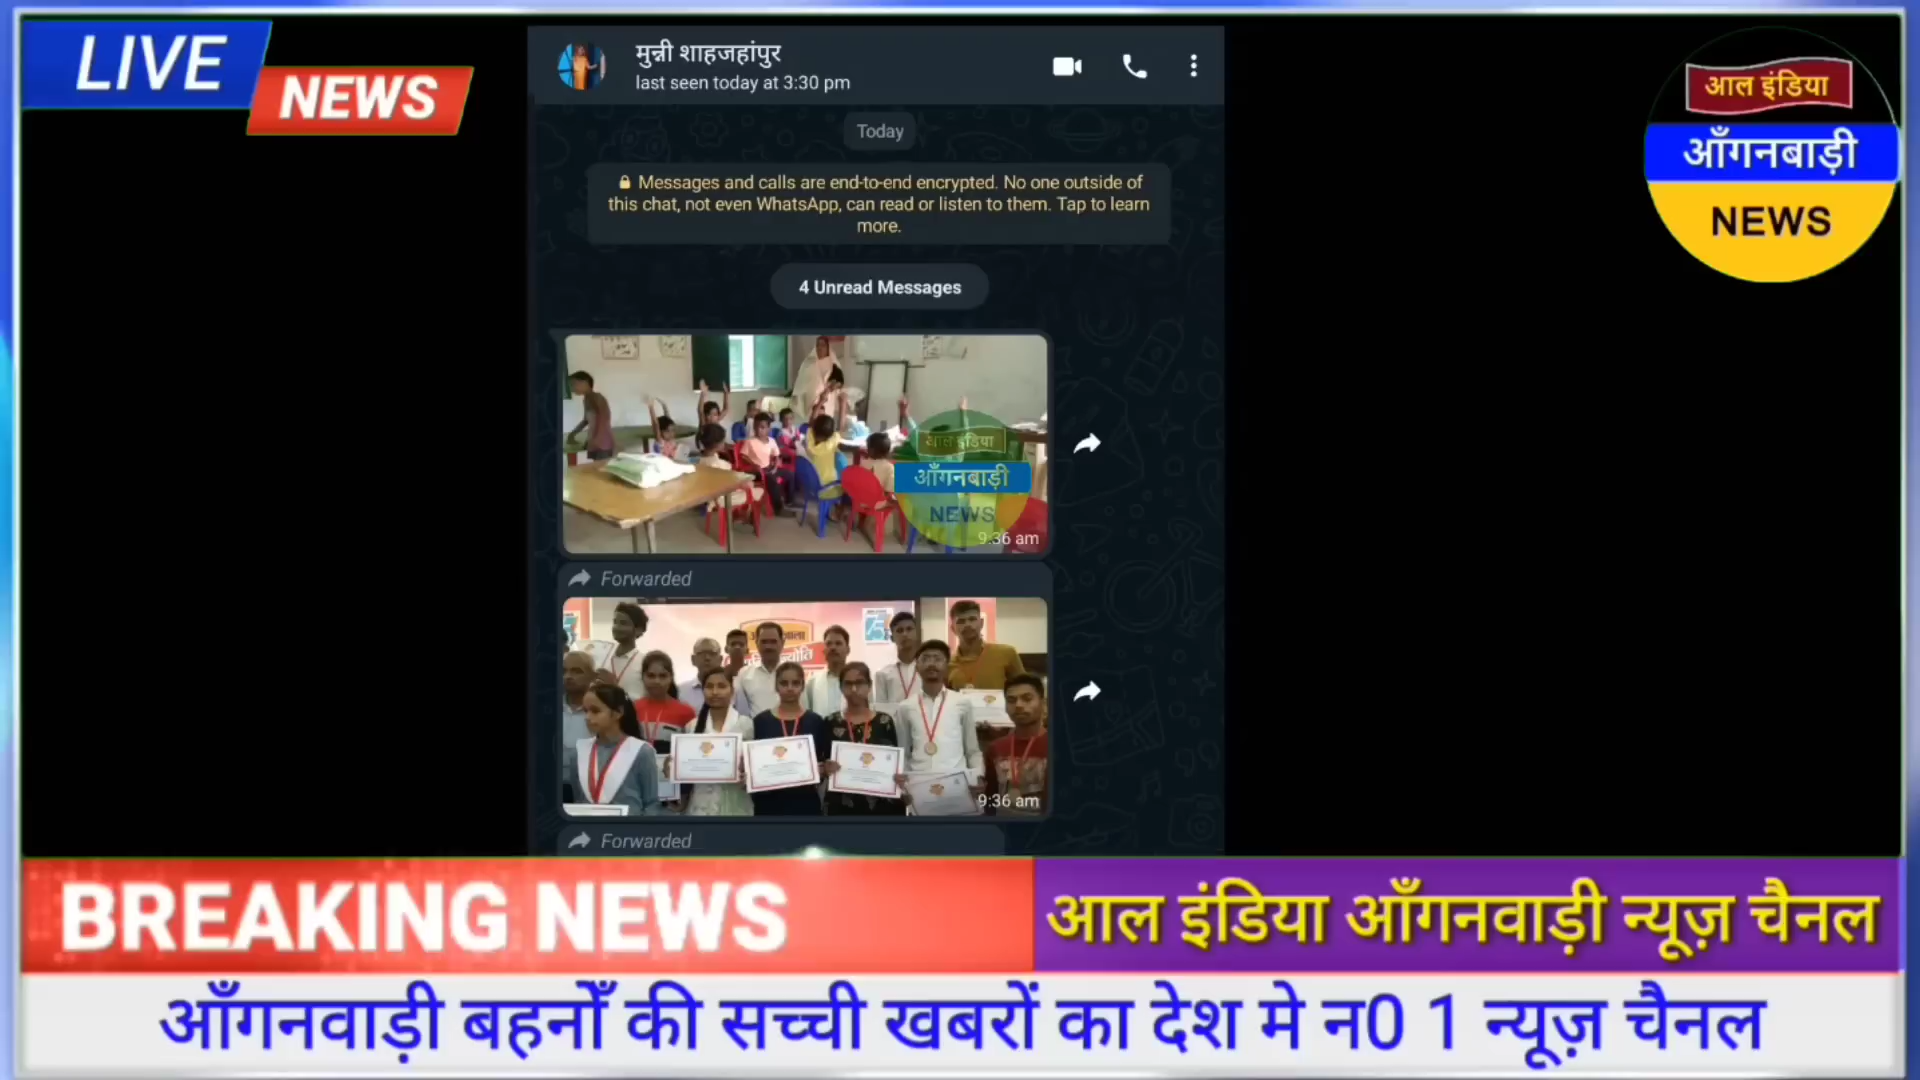 LIVE
NEWS
मुन्नी शाहजहांपुर
last seen today at 3:30 pm
आल इंडिया
आँगनबाड़ी
NEWS
Today
Messages and calls are end-to-end encrypted. No one outside of
this chat, not even WhatsApp, can read or listen to them. Tap to learn
more.
4 Unread Messages
आल इंडिया
आँगनबाड़ी
NEWS
9:36 am
Forwarded
9:36 am
Forwarded
BREAKING NEWS
आल इंडिया आँगनवाड़ी न्यूज़ चैनल
आँगनवाड़ी बहनोँ की सच्ची खबरों का देश मे न0 1 न्यूज़ चैनल